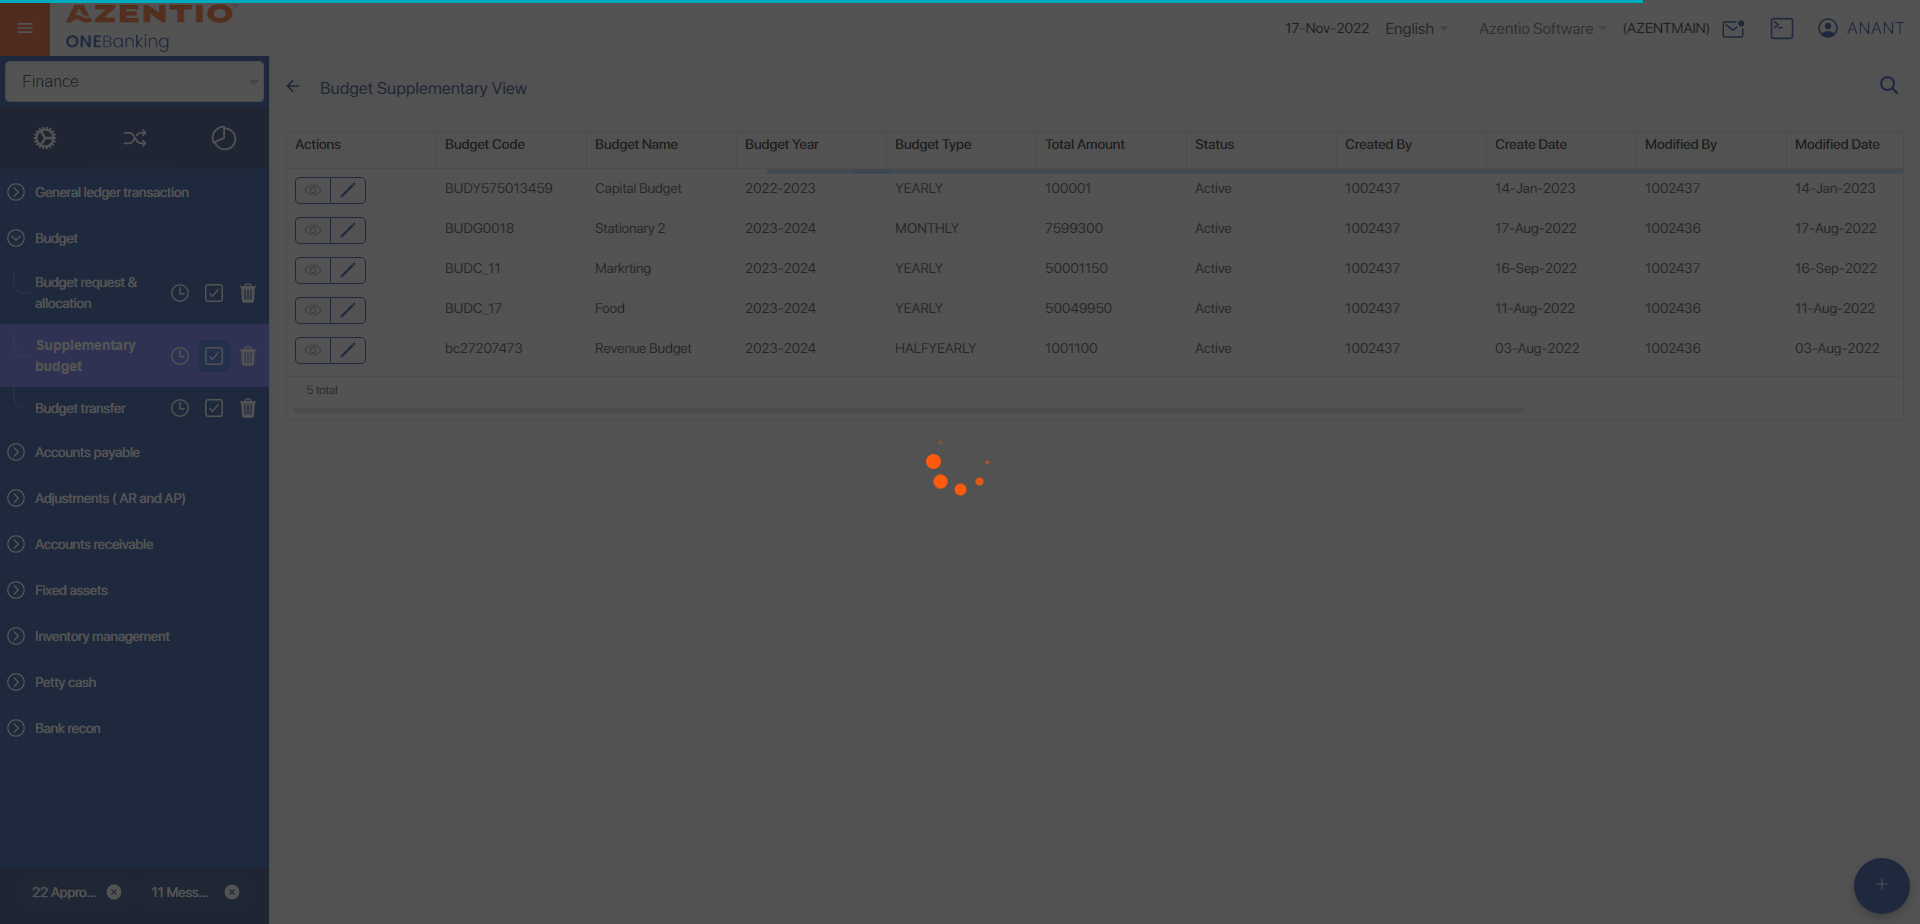 AZENTIO
ONEBanking
17-Nov-2022 English Azentio Software (AZENTMAIN) ANANT
Finance
Budget Supplementary View
Actions Budget Code Budget Name Budget Year Budget Type Total Amount Status Created By Create Date Modified By Modified Date
BUDY575013459 Capital Budget 2022-2023 YEARLY 100001 Active 1002437 14-Jan-2023 1002437 14-Jan-2023
BUDG0018 Stationary 2 2023-2024 MONTHLY 7599300 Active 1002437 17-Aug-2022 1002436 17-Aug-2022
BUDC_11 Markrting 2023-2024 YEARLY 50001150 Active 1002437 16-Sep-2022 1002437 16-Sep-2022
BUDC_17 Food 2023-2024 YEARLY 50049950 Active 1002437 11-Aug-2022 1002436 11-Aug-2022
bc27207473 Revenue Budget 2023-2024 HALFYEARLY 1001100 Active 1002437 03-Aug-2022 1002436 03-Aug-2022
5 total
General ledger transaction
Budget
Budget request &
allocation
Supplementary
budget
Budget transfer
Accounts payable
Adjustments ( AR and AP)
Accounts receivable
Fixed assets
Inventory management
Petty cash
Bank recon
22 Appro... 11 Mess...
+